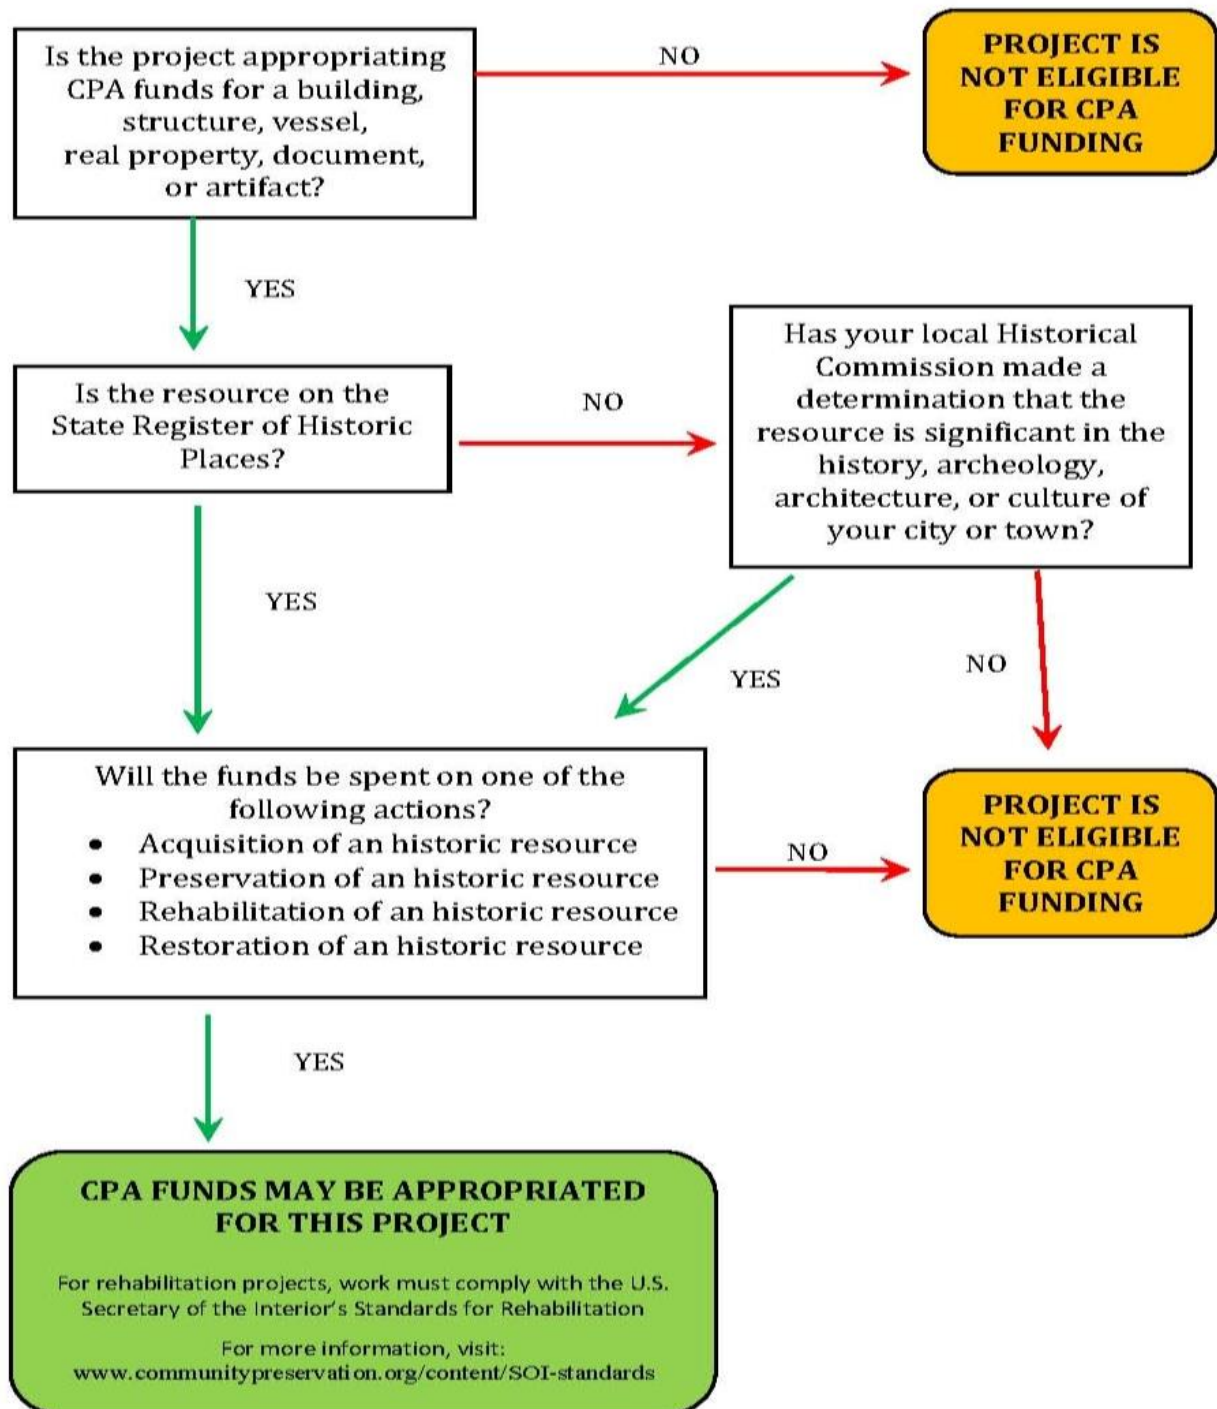 Is the project appropriating
CPA funds for a building,
structure, vessel,
real property, document,
or artifact?
NO
PROJECT IS
NOT ELIGIBLE
FOR CPA
FUNDING
YES
Is the resource on the
State Register of Historic
Places?
NO
Has your local Historical
Commission made a
determination that the
resource is significant in the
history, archeology,
architecture, or culture of
your city or town?
YES
YES
NO
Will the funds be spent on one of the
following actions?
• Acquisition of an historic resource
• Preservation of an historic resource
• Rehabilitation of an historic resource
• Restoration of an historic resource
NO
PROJECT IS
NOT ELIGIBLE
FOR CPA
FUNDING
YES
CPA FUNDS MAY BE APPROPRIATED
FOR THIS PROJECT
For rehabilitation projects, work must comply with the U.S.
Secretary of the Interior's Standards for Rehabilitation
For more information, visit:
www.communitypreservation.org/content/SOI-standards